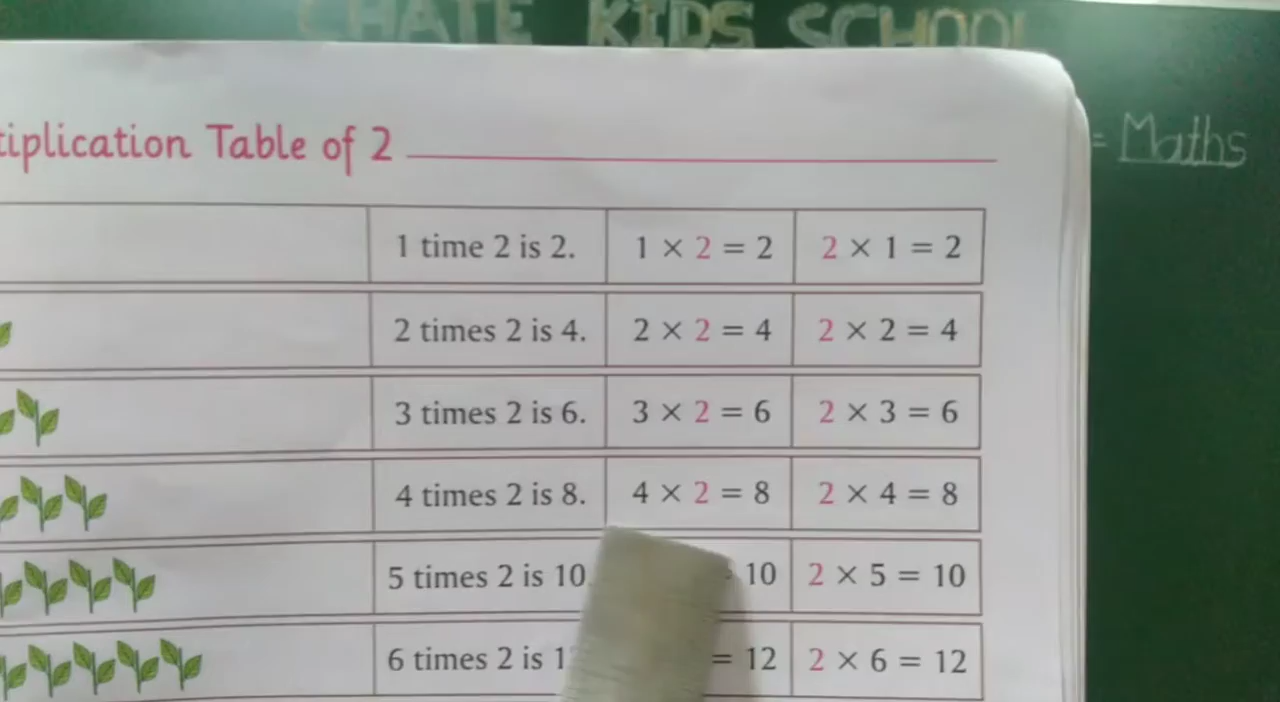 CHATE KIDS SCHOOL
= Maths
tiplication Table of 2
1 time 2 is 2. 1 × 2 = 2 2 × 1 = 2
2 times 2 is 4. 2 × 2 = 4 2 × 2 = 4
3 times 2 is 6. 3 × 2 = 6 2 × 3 = 6
4 times 2 is 8. 4 × 2 = 8 2 × 4 = 8
5 times 2 is 10 10 2 × 5 = 10
6 times 2 is 1 = 12 2 × 6 = 12